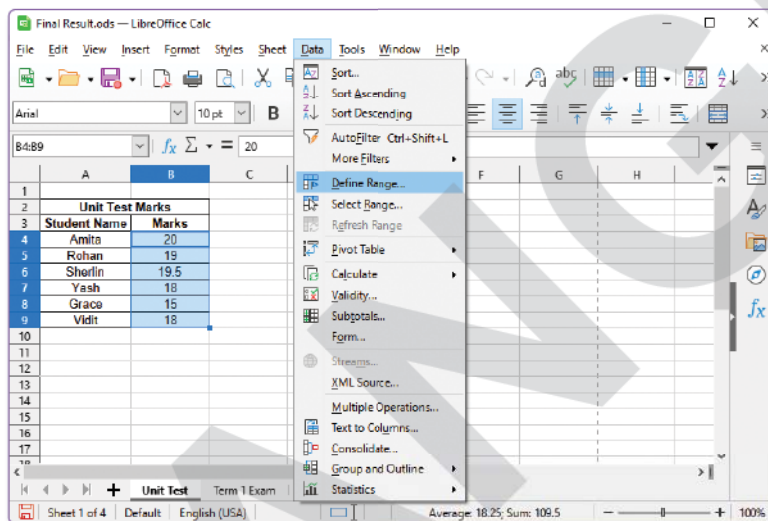 Final Result.ods — LibreOffice Calc
File Edit View Insert Format Styles Sheet Data Tools Window Help
Arial 10 pt B
B4:B9 fx Σ = 20
A B C F G H
1
2 Unit Test Marks
3 Student Name Marks
4 Amita 20
5 Rohan 19
6 Sherlin 19.5
7 Yash 18
8 Grace 15
9 Vidit 18
10
11
12
13
14
15
16
17
Sort...
Sort Ascending
Sort Descending
AutoFilter Ctrl+Shift+L
More Filters
Define Range...
Select Range...
Refresh Range
Pivot Table
Calculate
Validity...
Subtotals...
Form...
Streams...
XML Source...
Multiple Operations...
Text to Columns...
Consolidate...
Group and Outline
Statistics
Unit Test Term 1 Exam
Sheet 1 of 4 Default English (USA) Average: 18.25; Sum: 109.5 100%